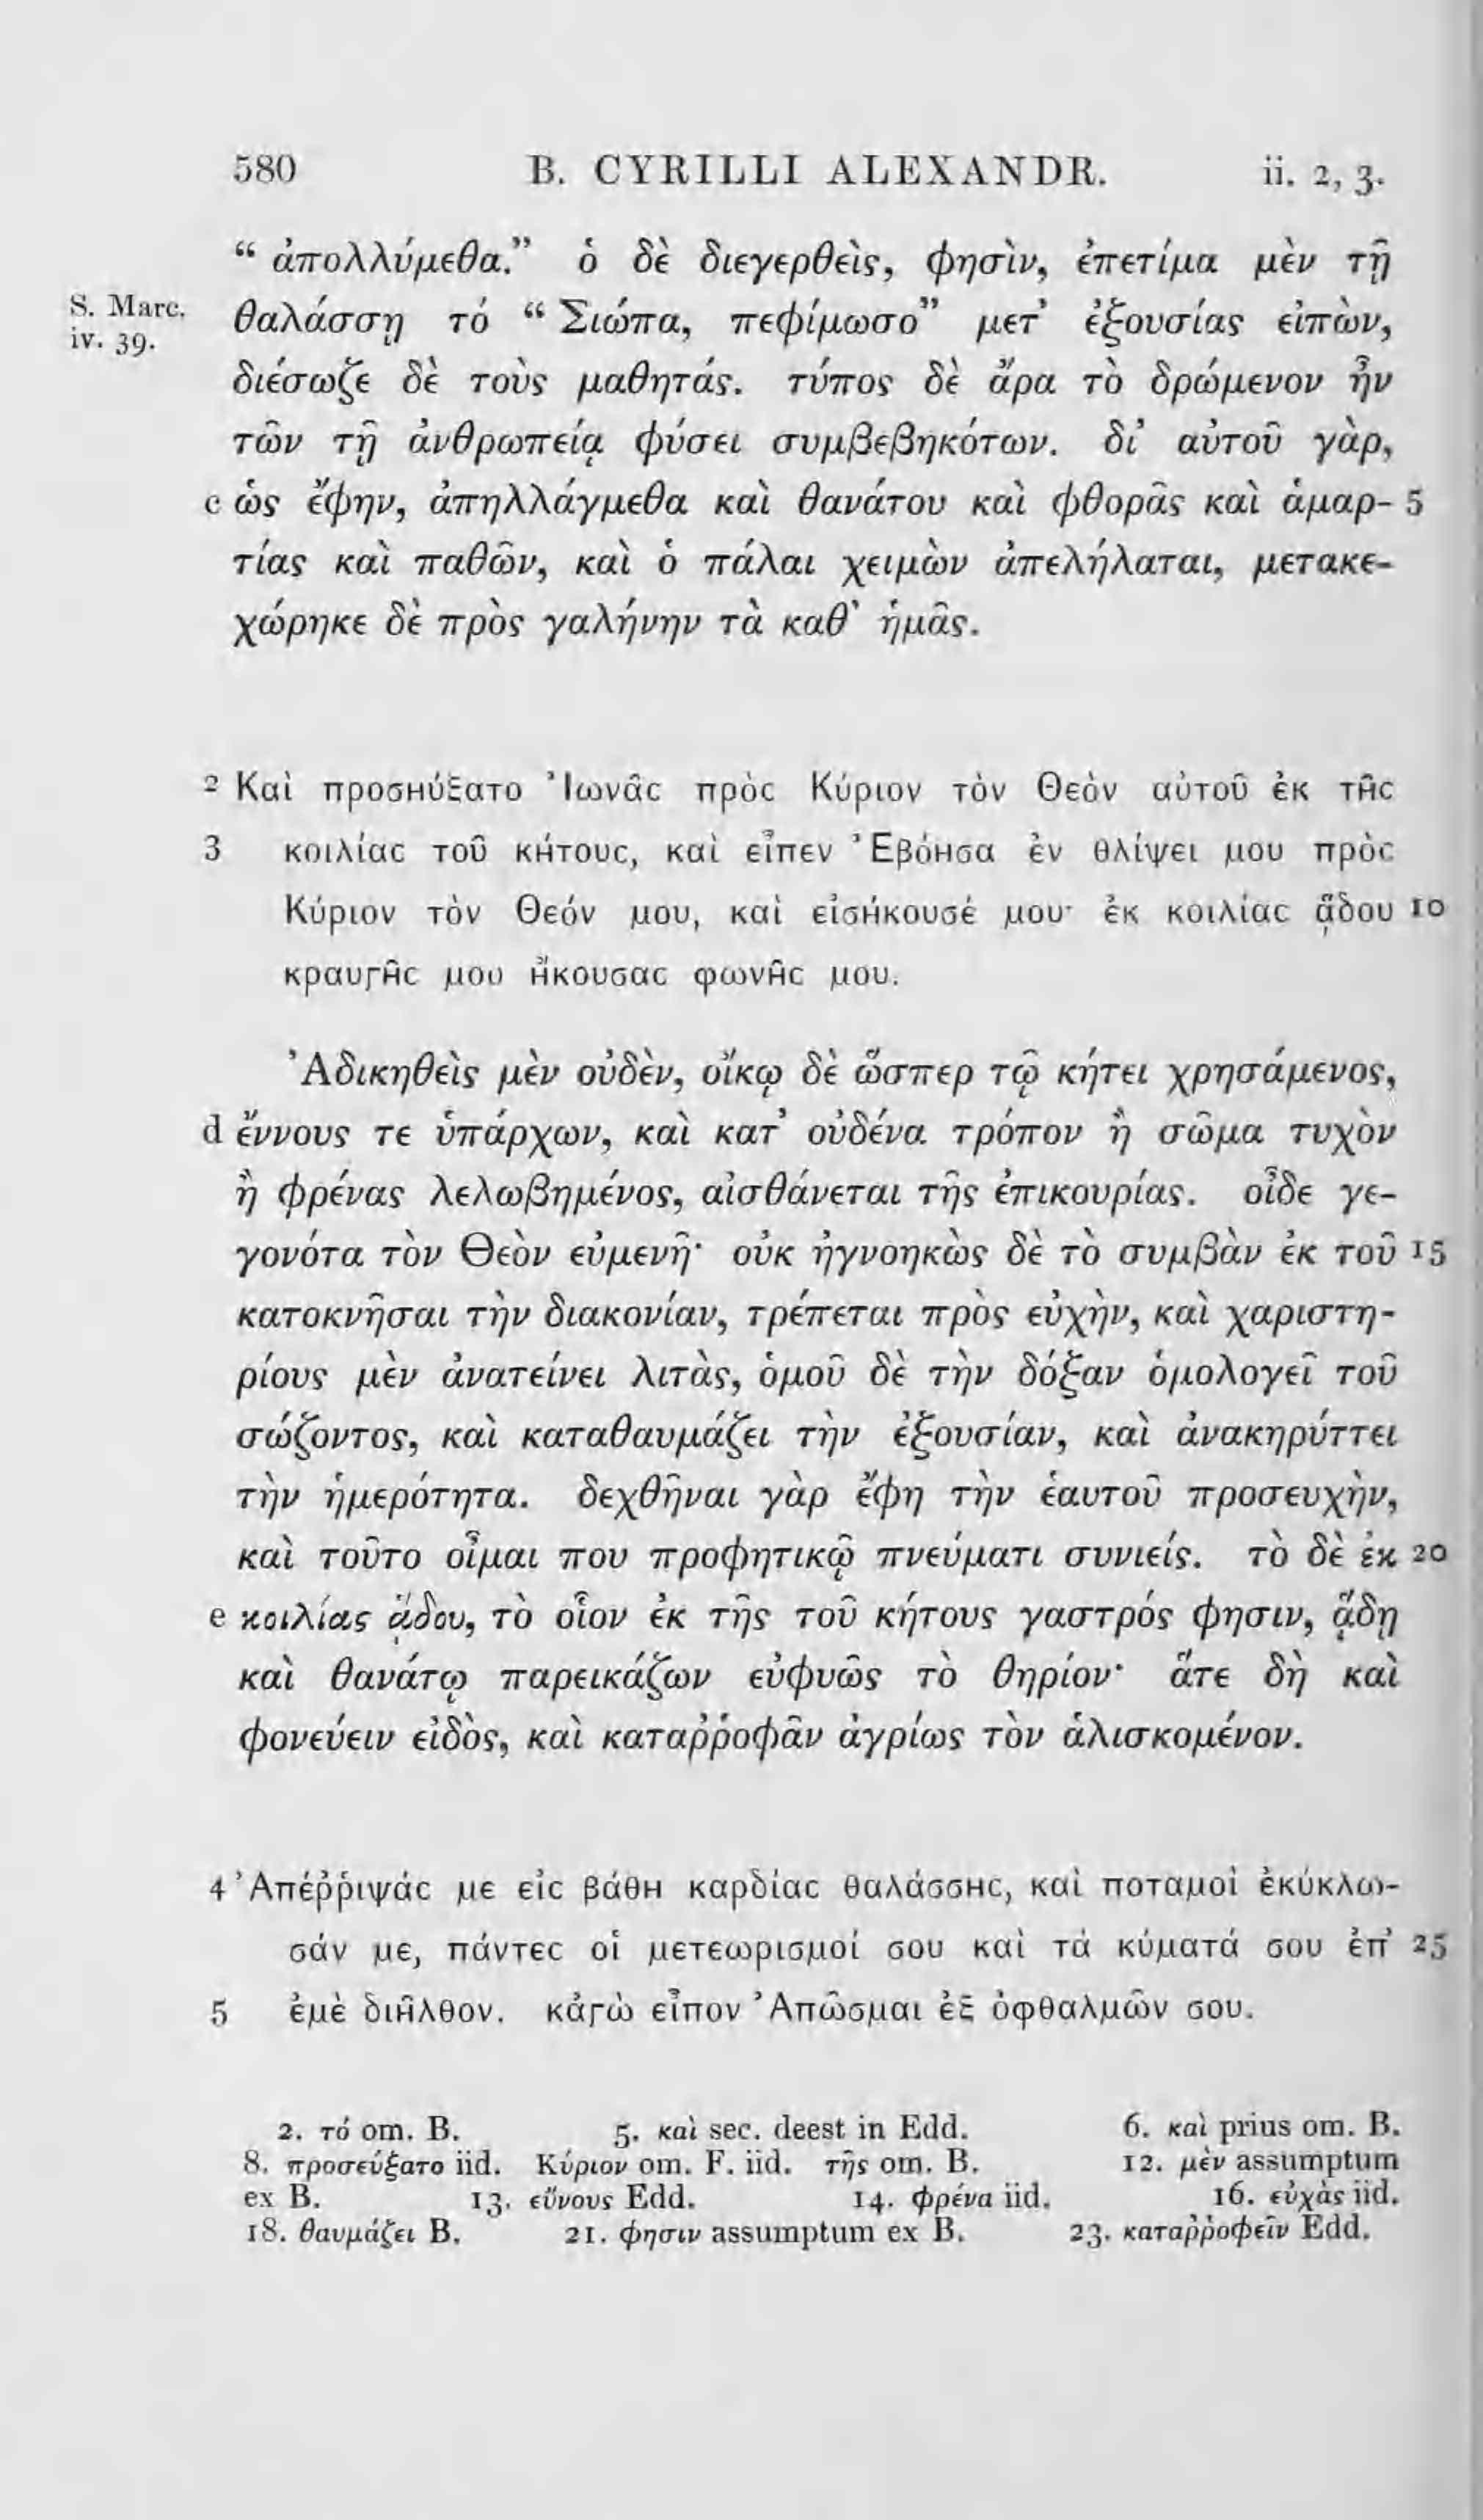 580 B. CYRILLI ALEXANDR. ii. 2, 3.
“ ἀπολλύμεθα.” ὁ δὲ διεγερθεὶς, φησὶν, ἐπετίμα μὲν τῇ
S. Marc. iv. 39.
θαλάσσῃ τό “ Σιώπα, πεφίμωσο” μετ’ ἐξουσίας εἰπὼν,
διέσωζε δὲ τοὺς μαθητάς. τύπος δὲ ἄρα τὸ δρώμενον ἦν
τῶν τῇ ἀνθρωπείᾳ φύσει συμβεβηκότων. δι’ αὐτοῦ γὰρ,
c ὡς ἔφην, ἀπηλλάγμεθα καὶ θανάτου καὶ φθορᾶς καὶ ἁμαρ- 5
τίας καὶ παθῶν, καὶ ὁ πάλαι χειμὼν ἀπελήλαται, μετακε-
χώρηκε δὲ πρὸς γαλήνην τὰ καθ’ ἡμᾶς.
2 Καὶ προσηύξατο Ἰωνᾶς πρὸς Κύριον τὸν Θεὸν αὐτοῦ ἐκ τῆς
3 κοιλίας τοῦ κήτους, καὶ εἶπεν Ἐβόησα ἐν θλίψει μου πρὸς
Κύριον τὸν Θεόν μου, καὶ εἰσήκουσέ μου· ἐκ κοιλίας ᾅδου 10
κραυγῆς μου ἤκουσας φωνῆς μου.
Ἀδικηθεὶς μὲν οὐδὲν, οἴκῳ δὲ ὥσπερ τῷ κήτει χρησάμενος,
d ἔννους τε ὑπάρχων, καὶ κατ’ οὐδένα τρόπον ἢ σῶμα τυχὸν
ἢ φρένας λελωβημένος, αἰσθάνεται τῆς ἐπικουρίας. οἶδε γε-
γονότα τὸν Θεὸν εὐμενῆ· οὐκ ἠγνοηκὼς δὲ τὸ συμβὰν ἐκ τοῦ 15
κατοκνῆσαι τὴν διακονίαν, τρέπεται πρὸς εὐχὴν, καὶ χαριστη-
ρίους μὲν ἀνατείνει λιτὰς, ὁμοῦ δὲ τὴν δόξαν ὁμολογεῖ τοῦ
σώζοντος, καὶ καταθαυμάζει τὴν ἐξουσίαν, καὶ ἀνακηρύττει
τὴν ἡμερότητα. δεχθῆναι γὰρ ἔφη τὴν ἑαυτοῦ προσευχὴν,
καὶ τοῦτο οἶμαι που προφητικῷ πνεύματι συνιείς. τὸ δὲ ἐκ 20
e κοιλίας ᾅδου, τὸ οἷον ἐκ τῆς τοῦ κήτους γαστρός φησιν, ᾅδῃ
καὶ θανάτῳ παρεικάζων εὐφυῶς τὸ θηρίον· ἅτε δὴ καὶ
φονεύειν εἰδὸς, καὶ καταῤῥοφᾶν ἀγρίως τὸν ἁλισκομένον.
4 Ἀπέῤῥιψάς με εἰς βάθη καρδίας θαλάσσης, καὶ ποταμοὶ ἐκύκλω-
σάν με, πάντες οἱ μετεωρισμοί σου καὶ τὰ κύματά σου ἐπ’ 25
5 ἐμὲ διῆλθον. κἀγὼ εἶπον Ἀπῶσμαι ἐξ ὀφθαλμῶν σου.
2. τό om. B. 5. καὶ sec. deest in Edd. 6. καὶ prius om. B.
8. προσεύξατο iid. Κύριον om. F. iid. τῆς om. B. 12. μὲν assumptum
ex B. 13. εὔνους Edd. 14. φρένα iid. 16. εὐχὰς iid.
18. θαυμάζει B. 21. φησιν assumptum ex B. 23. καταῤῥοφεῖν Edd.